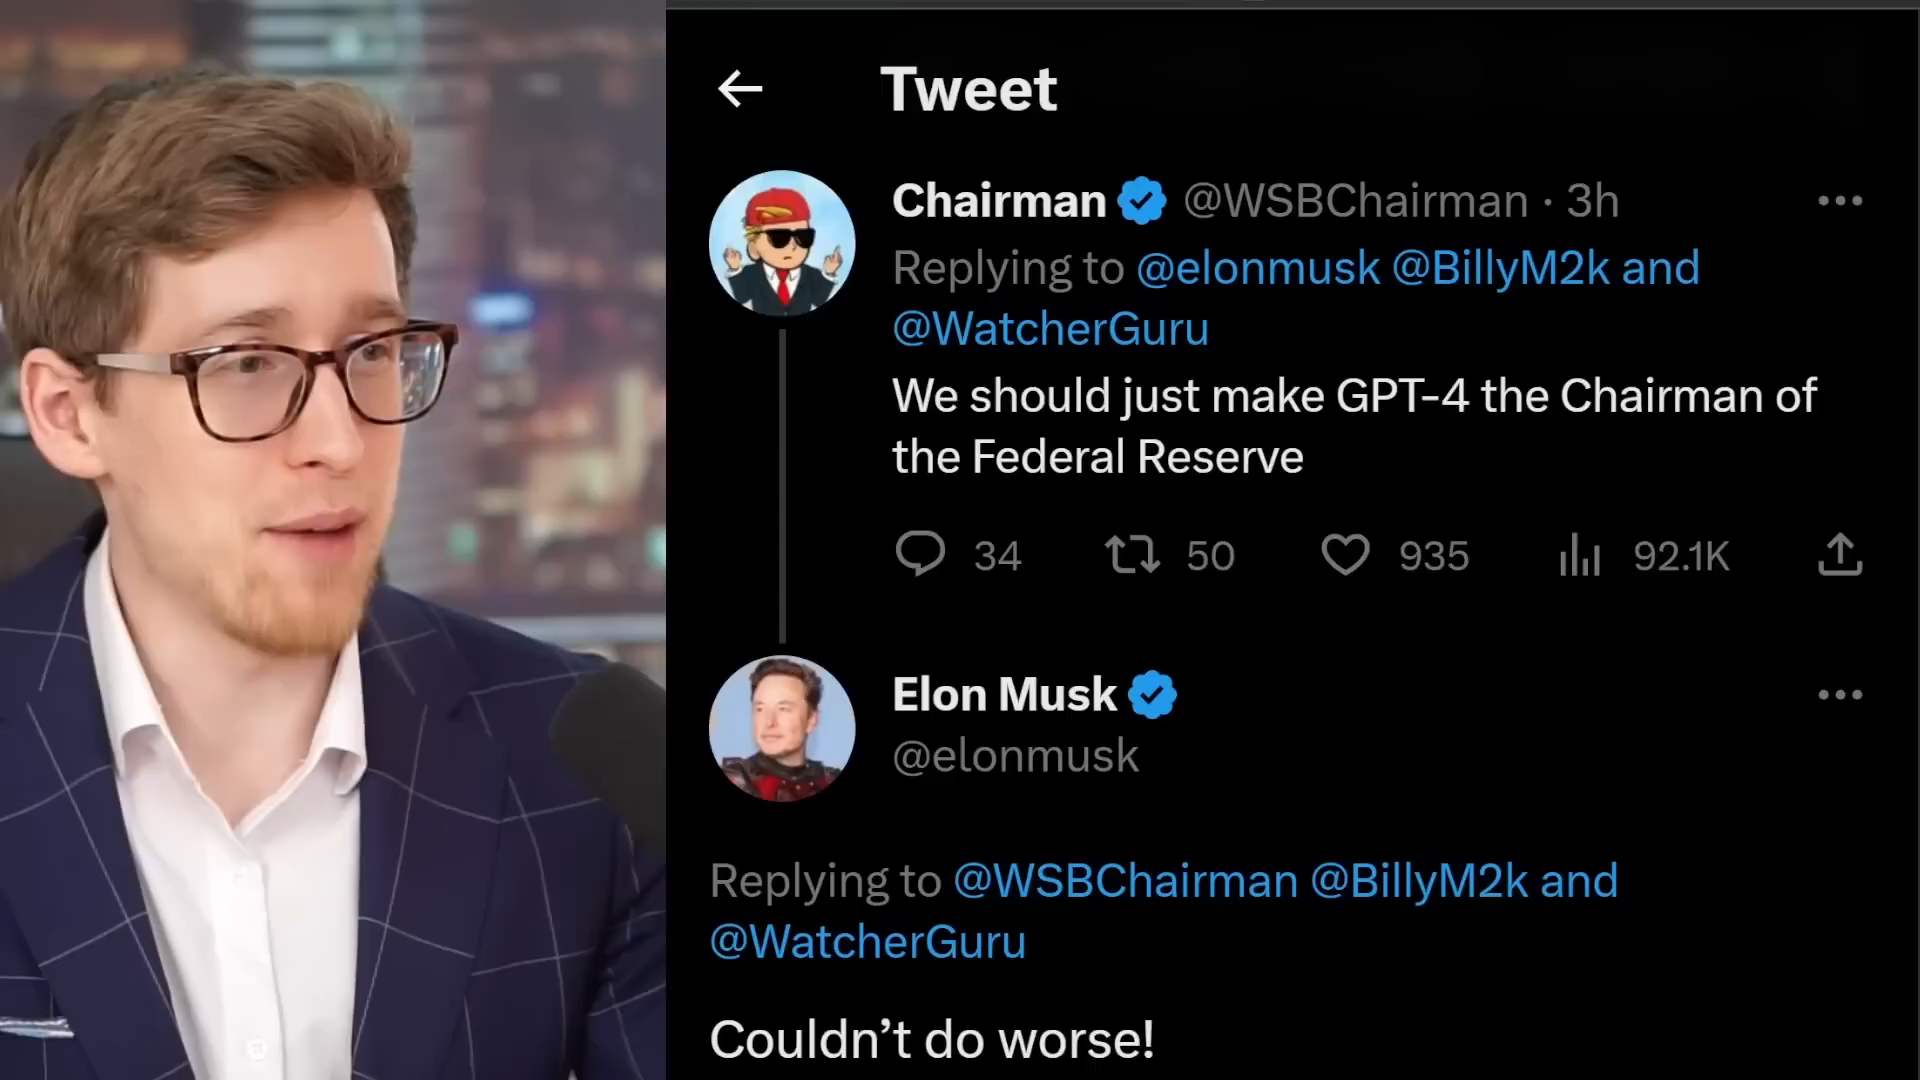 Tweet
Chairman @WSBChairman · 3h
Replying to @elonmusk @BillyM2k and
@WatcherGuru
We should just make GPT-4 the Chairman of
the Federal Reserve
34 50 935 92.1K
Elon Musk
@elonmusk
Replying to @WSBChairman @BillyM2k and
@WatcherGuru
Couldn’t do worse!